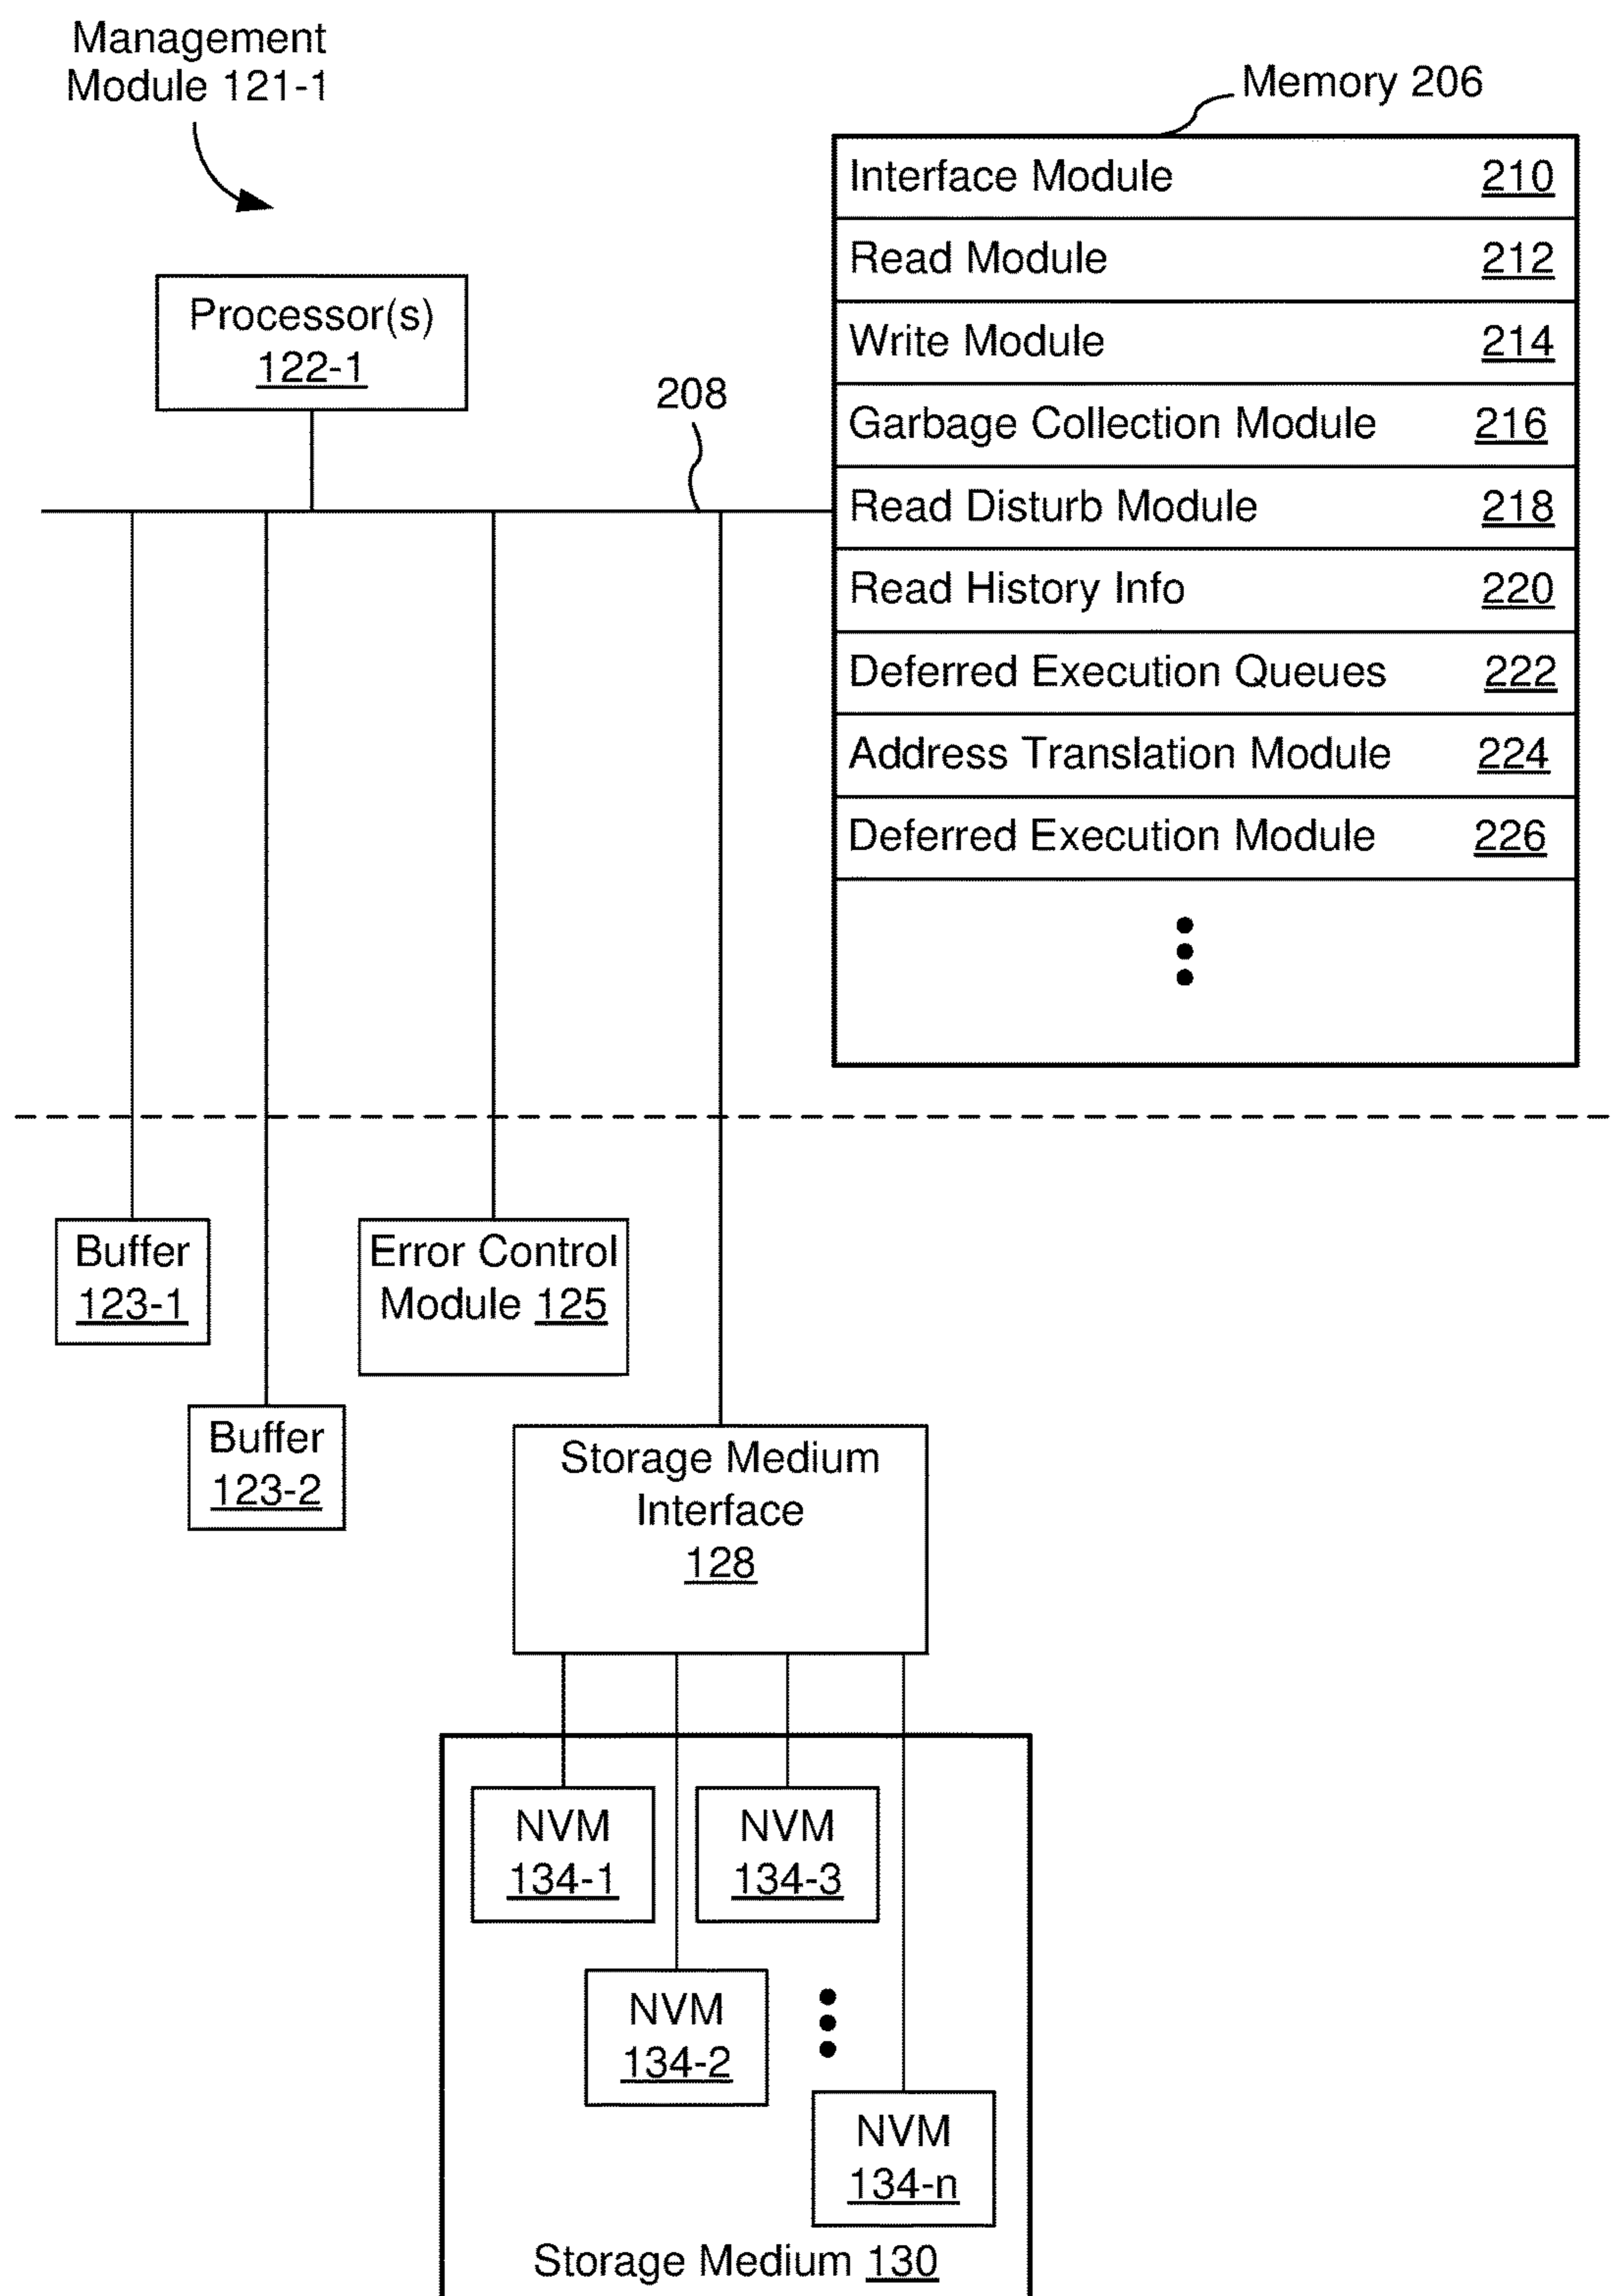 Management
Module 121-1
Memory 206
Interface Module 210
Read Module 212
Write Module 214
Garbage Collection Module 216
Read Disturb Module 218
Read History Info 220
Deferred Execution Queues 222
Address Translation Module 224
Deferred Execution Module 226
Processor(s)
122-1
208
Buffer
123-1
Error Control
Module 125
Buffer
123-2
Storage Medium
Interface
128
NVM
134-1
NVM
134-3
NVM
134-2
NVM
134-n
Storage Medium 130